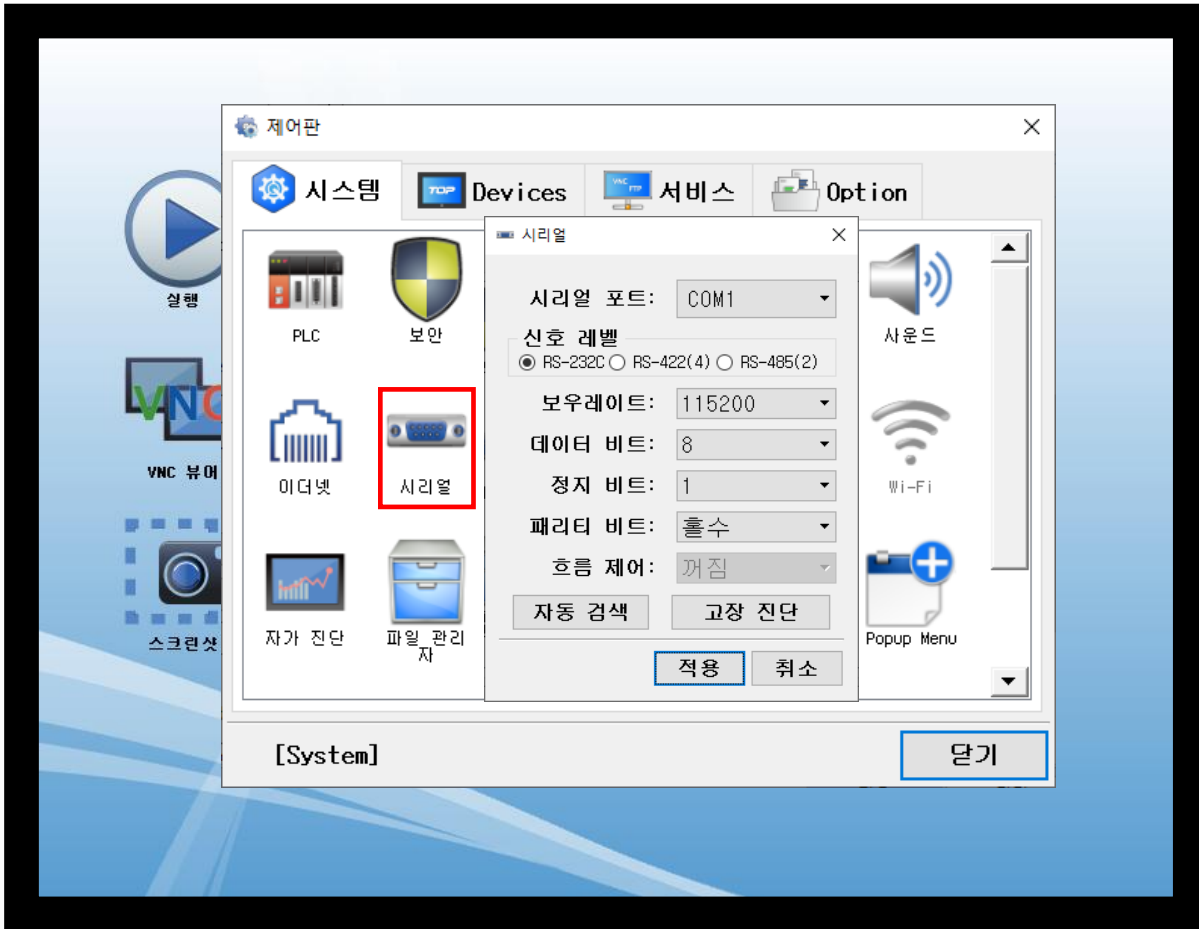 제어판
시스템
TOP Devices
VNC FTP 서비스
Option
실행
VNC
VNC 뷰어
스크린샷
PLC
보안
사운드
이더넷
시리얼
Wi-Fi
자가 진단
파일 관리
자
Popup Menu
시리얼
시리얼 포트: COM1
신호 레벨
RS-232C RS-422(4) RS-485(2)
보우레이트: 115200
데이터 비트: 8
정지 비트: 1
패리티 비트: 홀수
흐름 제어: 꺼짐
자동 검색 고장 진단
적용 취소
[System] 닫기